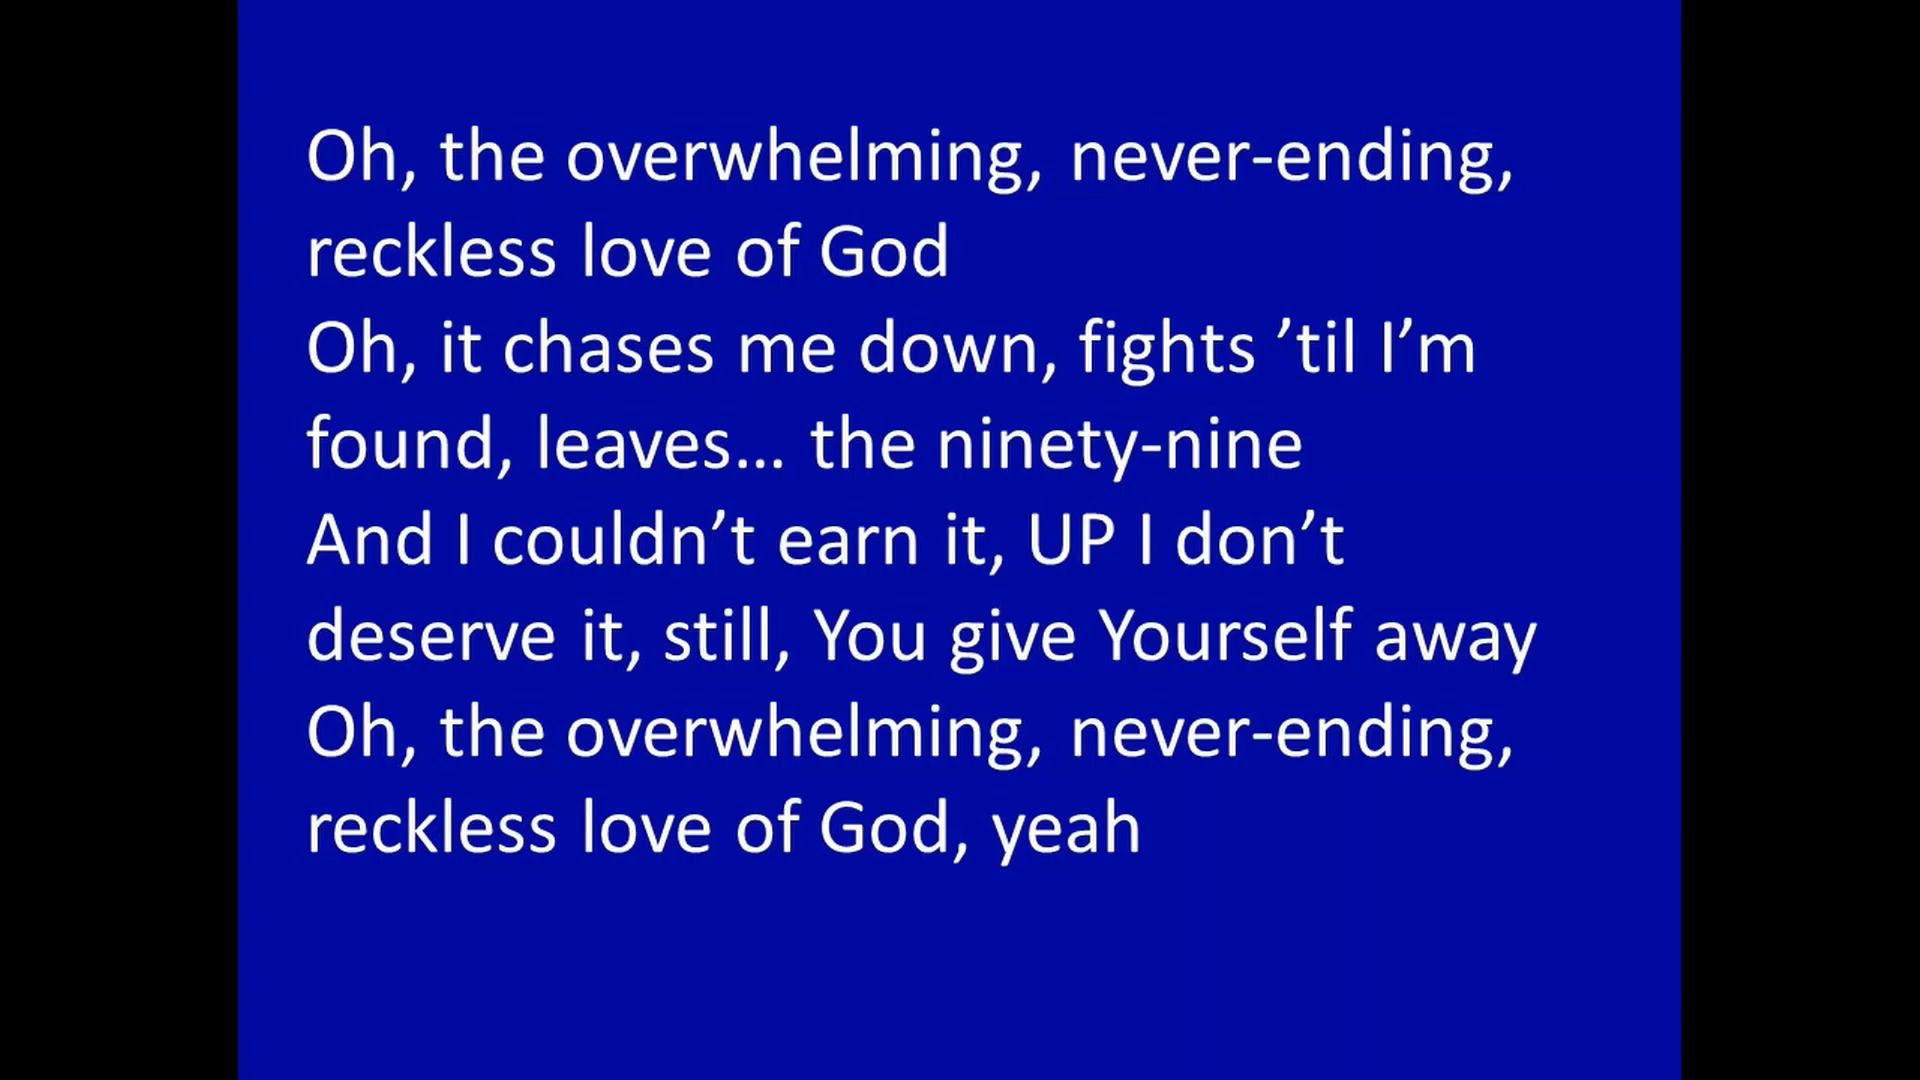 Oh, the overwhelming, never-ending,
reckless love of God
Oh, it chases me down, fights ’til I’m
found, leaves... the ninety-nine
And I couldn’t earn it, UP I don’t
deserve it, still, You give Yourself away
Oh, the overwhelming, never-ending,
reckless love of God, yeah